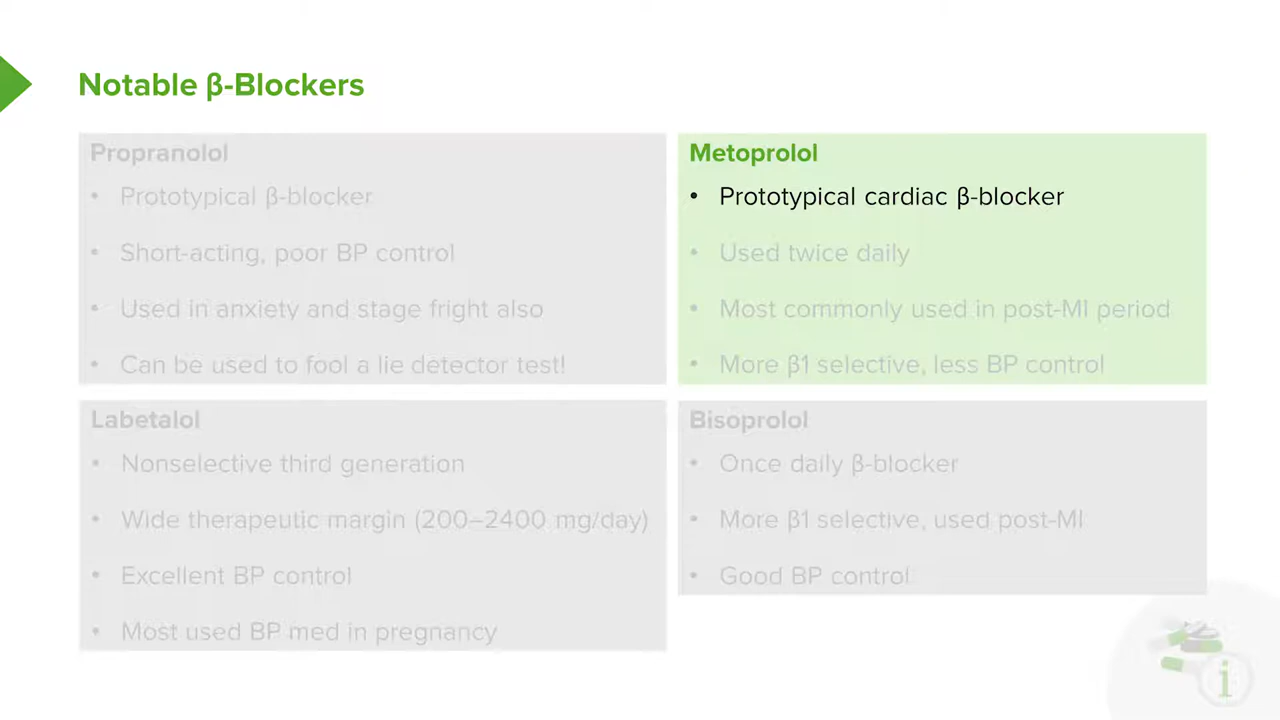 Notable β-Blockers
Propranolol
• Prototypical β-blocker
• Short-acting, poor BP control
• Used in anxiety and stage fright also
• Can be used to fool a lie detector test!
Metoprolol
• Prototypical cardiac β-blocker
• Used twice daily
• Most commonly used in post-MI period
• More β1 selective, less BP control
Labetalol
• Nonselective third generation
• Wide therapeutic margin (200–2400 mg/day)
• Excellent BP control
• Most used BP med in pregnancy
Bisoprolol
• Once daily β-blocker
• More β1 selective, used post-MI
• Good BP control
i